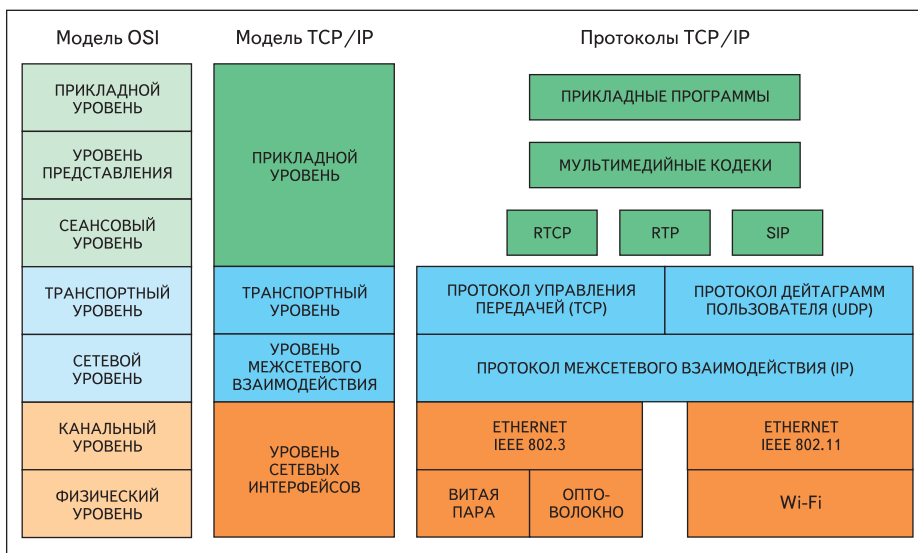 Модель OSI
Модель TCP/IP
Протоколы TCP/IP
ПРИКЛАДНОЙ
УРОВЕНЬ
УРОВЕНЬ
ПРЕДСТАВЛЕНИЯ
СЕАНСОВЫЙ
УРОВЕНЬ
ТРАНСПОРТНЫЙ
УРОВЕНЬ
СЕТЕВОЙ
УРОВЕНЬ
КАНАЛЬНЫЙ
УРОВЕНЬ
ФИЗИЧЕСКИЙ
УРОВЕНЬ
ПРИКЛАДНОЙ
УРОВЕНЬ
ТРАНСПОРТНЫЙ
УРОВЕНЬ
УРОВЕНЬ
МЕЖСЕТЕВОГО
ВЗАИМОДЕЙСТВИЯ
УРОВЕНЬ
СЕТЕВЫХ
ИНТЕРФЕЙСОВ
ПРИКЛАДНЫЕ ПРОГРАММЫ
МУЛЬТИМЕДИЙНЫЕ КОДЕКИ
RTCP
RTP
SIP
ПРОТОКОЛ УПРАВЛЕНИЯ
ПЕРЕДАЧЕЙ (TCP)
ПРОТОКОЛ ДЕЙТАГРАММ
ПОЛЬЗОВАТЕЛЯ (UDP)
ПРОТОКОЛ МЕЖСЕТЕВОГО ВЗАИМОДЕЙСТВИЯ (IP)
ETHERNET
IEEE 802.3
ETHERNET
IEEE 802.11
ВИТАЯ
ПАРА
ОПТО-
ВОЛОКНО
Wi-Fi